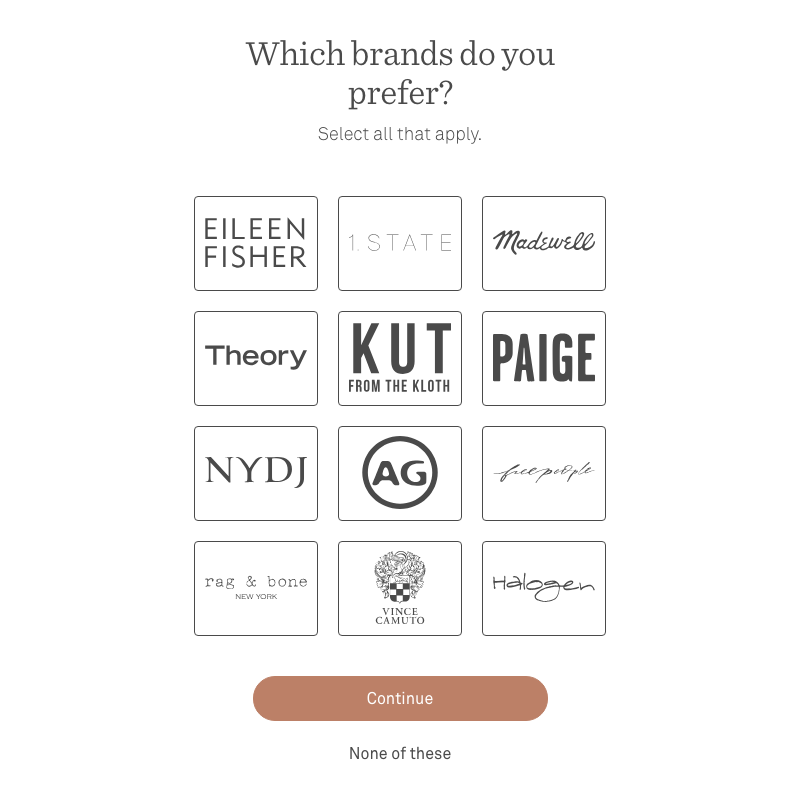 Which brands do you
prefer?
Select all that apply.
EILEEN
FISHER
1. STATE
Madewell
Theory
KUT
FROM THE KLOTH
PAIGE
NYDJ
AG
free people
rag & bone
NEW YORK
VINCE
CAMUTO
Halogen
Continue
None of these